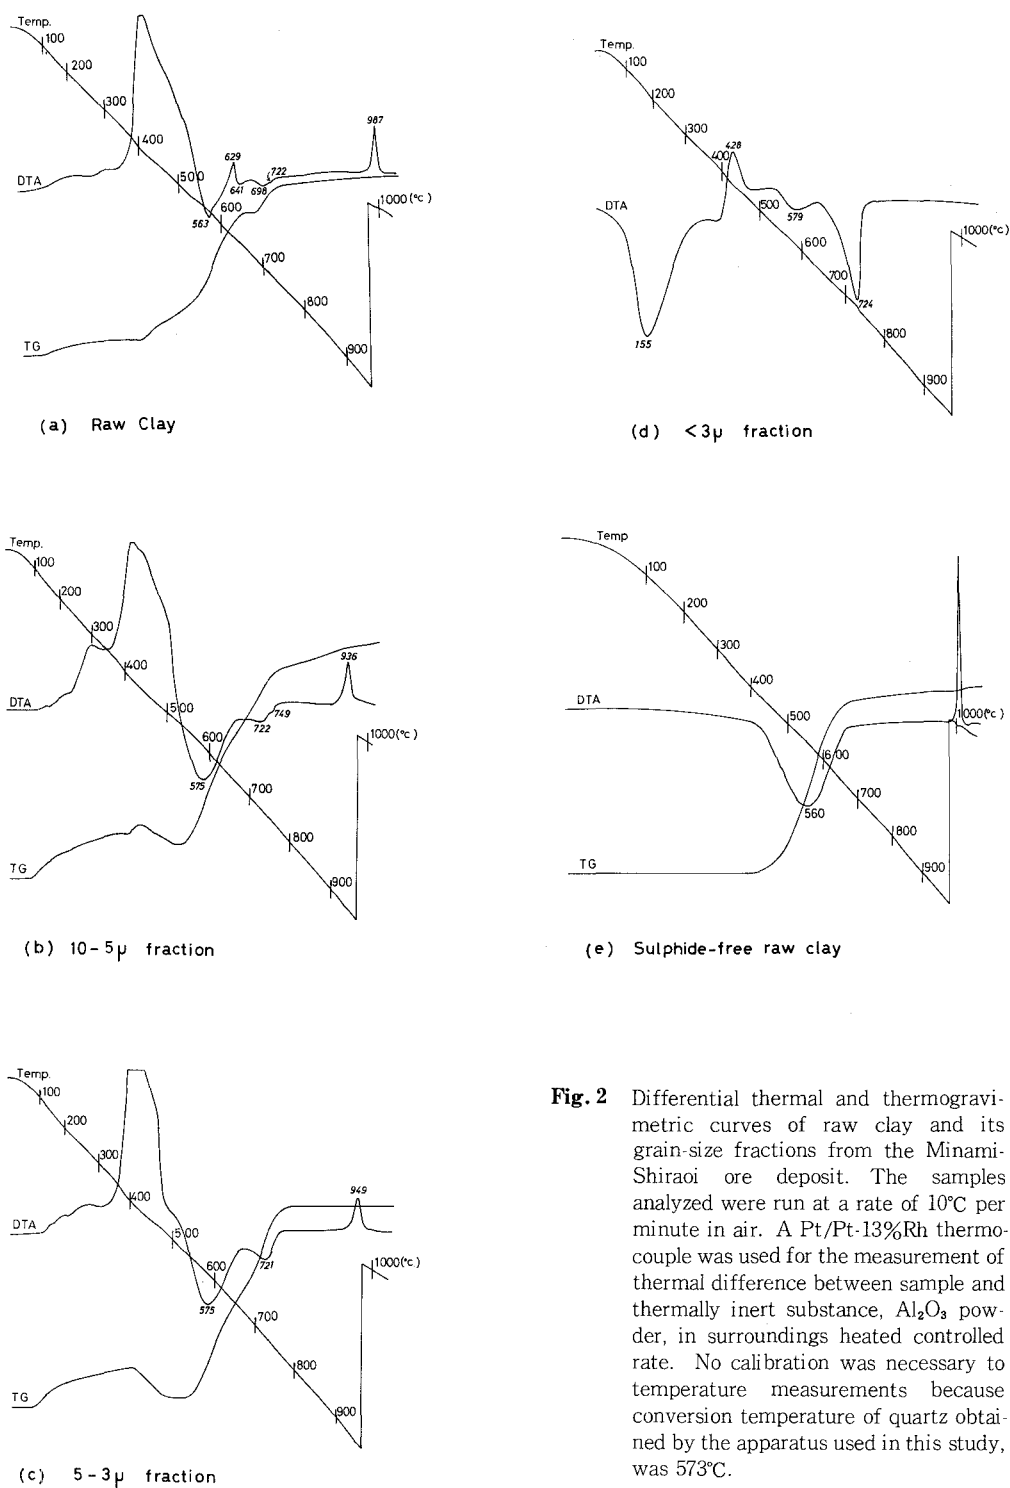 Temp.
100
200
300
400
500
600
700
800
900
1000(°c)
DTA
TG
563
629
641
698
722
987
(a) Raw Clay
Temp.
100
200
300
400
500
600
700
800
900
1000(°c)
DTA
155
428
579
724
(d) <3μ fraction
Temp.
100
200
300
400
500
600
700
800
900
1000(°c)
DTA
TG
575
722
749
936
(b) 10-5μ fraction
Temp
100
200
300
400
500
600
700
800
900
1000(°c)
DTA
TG
560
(e) Sulphide-free raw clay
Temp.
100
200
300
400
500
600
700
800
900
1000(°c)
DTA
TG
575
721
949
(c) 5-3μ fraction
Fig. 2 Differential thermal and thermogravi-
metric curves of raw clay and its
grain-size fractions from the Minami-
Shiraoi ore deposit. The samples
analyzed were run at a rate of 10°C per
minute in air. A Pt/Pt-13%Rh thermo-
couple was used for the measurement of
thermal difference between sample and
thermally inert substance, Al₂O₃ pow-
der, in surroundings heated controlled
rate. No calibration was necessary to
temperature measurements because
conversion temperature of quartz obtai-
ned by the apparatus used in this study,
was 573°C.